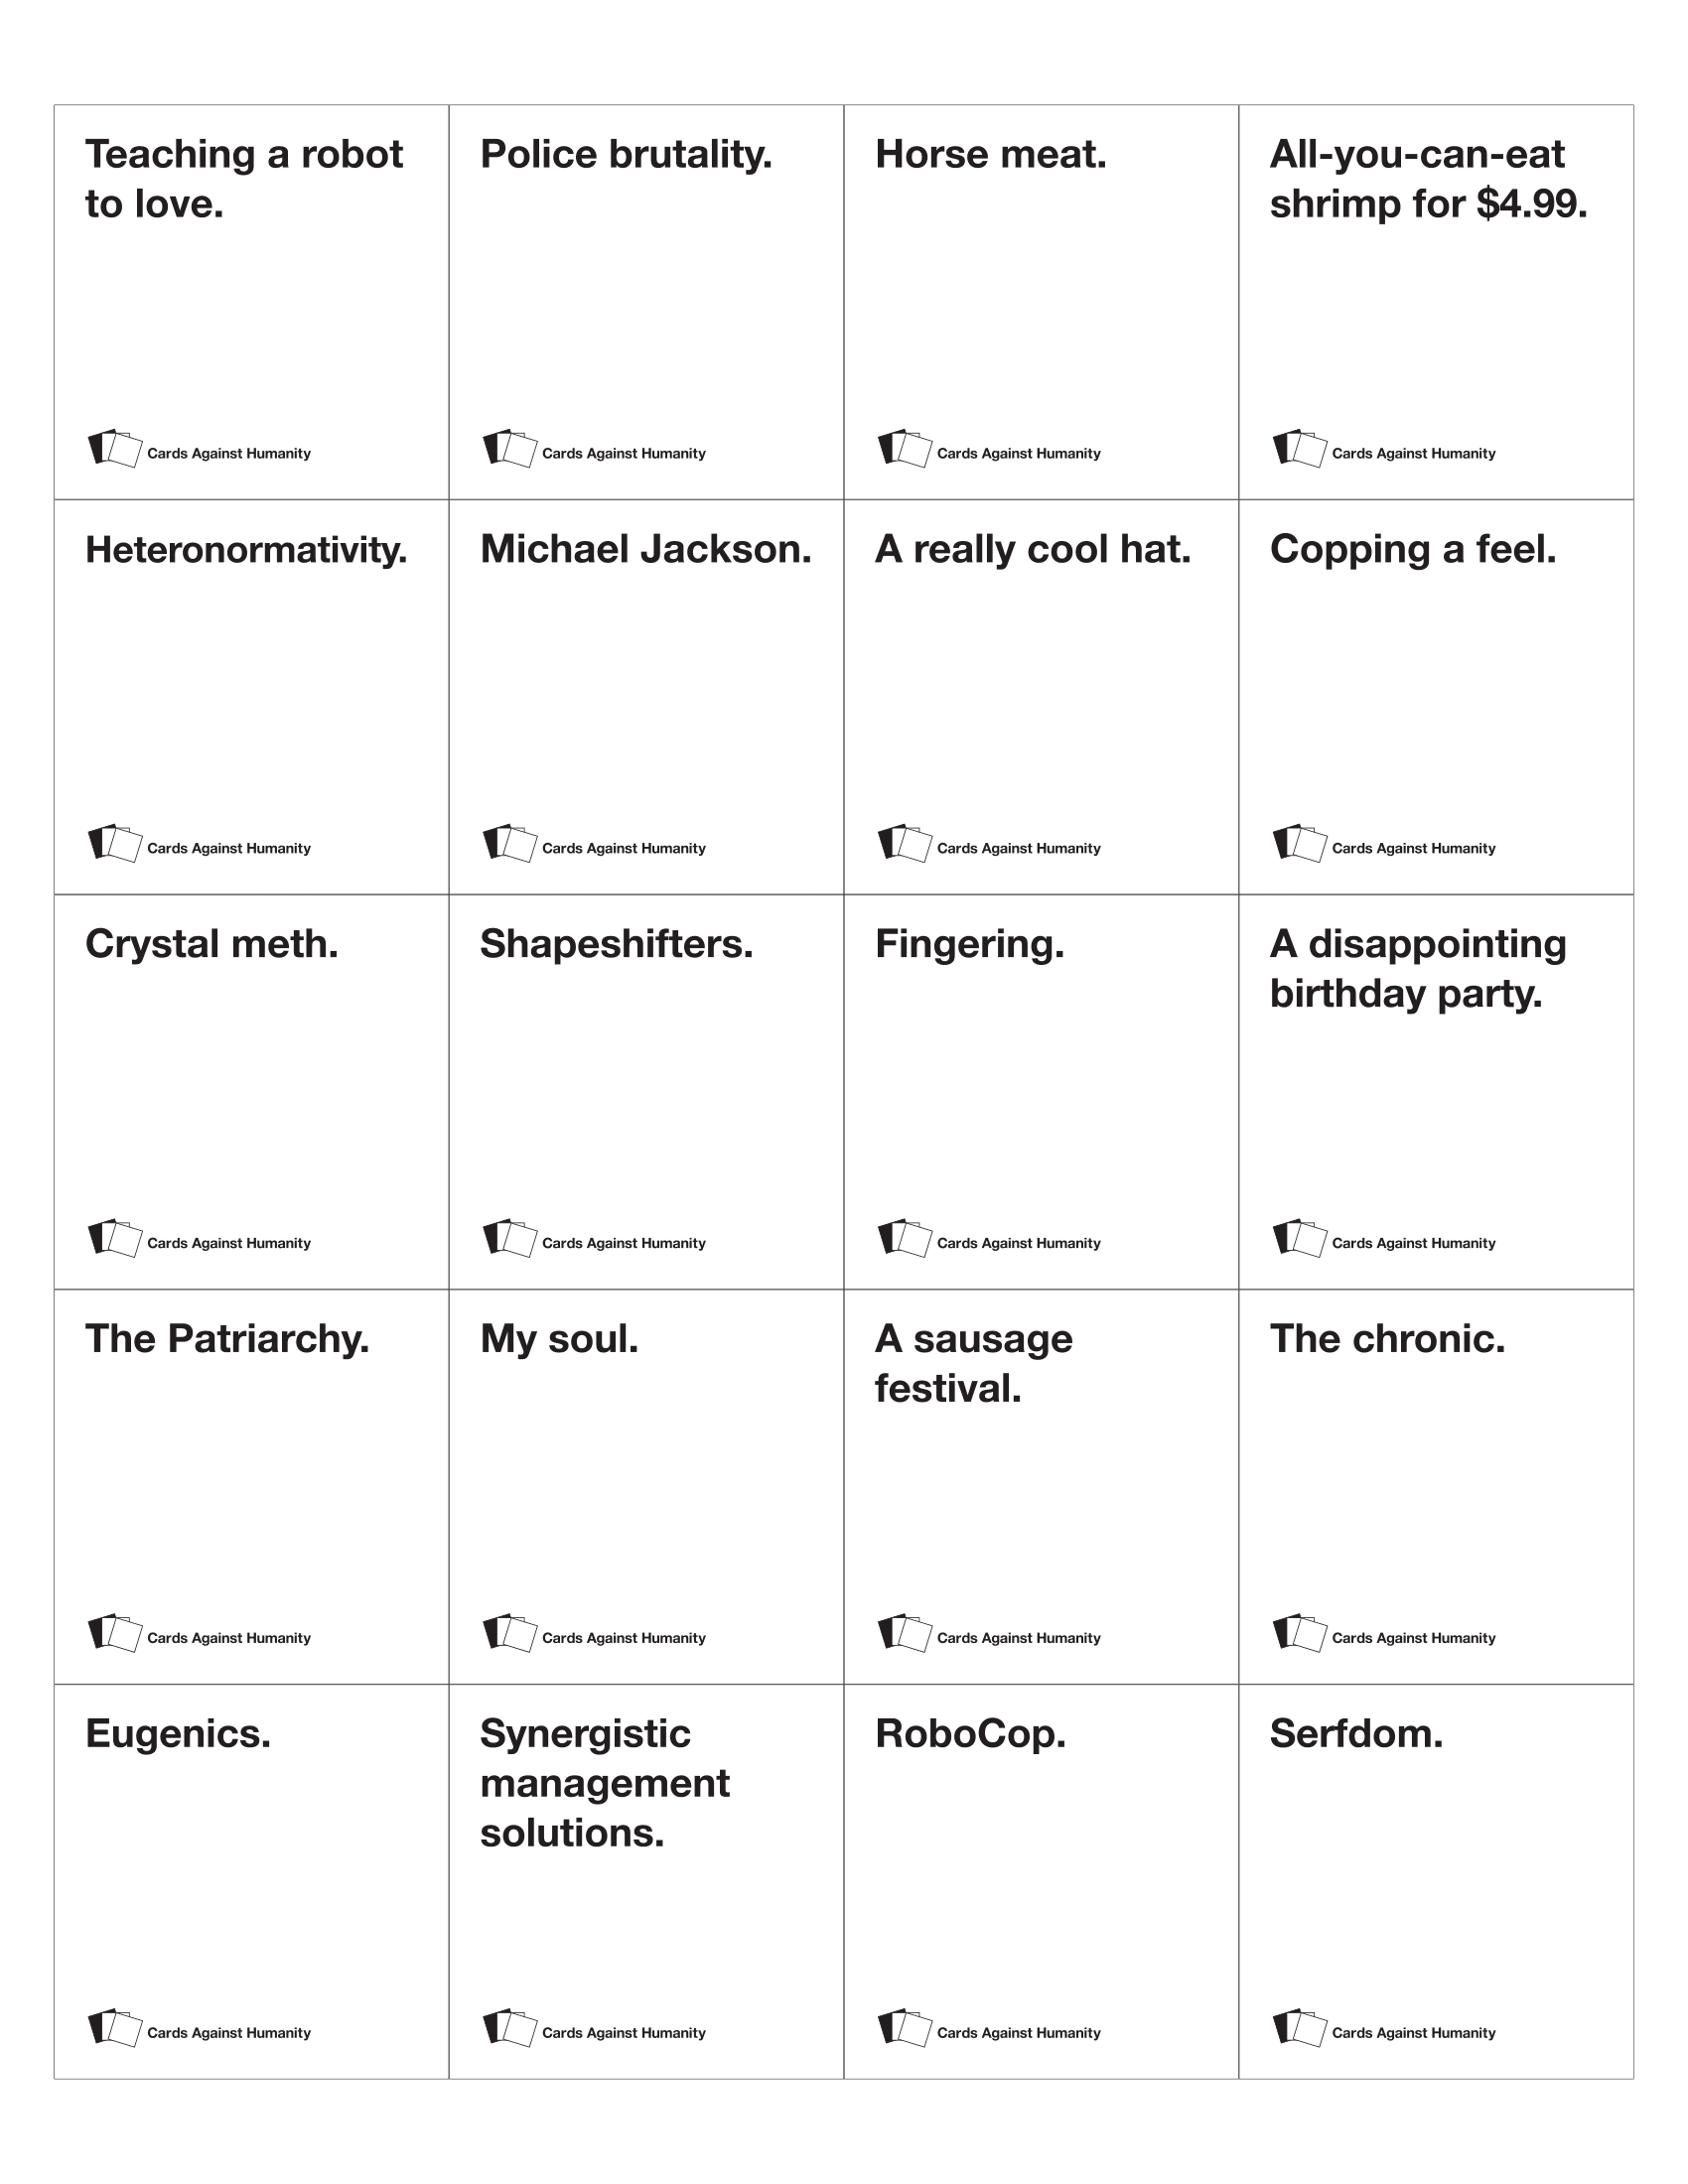 Teaching a robot
to love.
Cards Against Humanity
Police brutality.
Cards Against Humanity
Horse meat.
Cards Against Humanity
All-you-can-eat
shrimp for $4.99.
Cards Against Humanity
Heteronormativity.
Cards Against Humanity
Michael Jackson.
Cards Against Humanity
A really cool hat.
Cards Against Humanity
Copping a feel.
Cards Against Humanity
Crystal meth.
Cards Against Humanity
Shapeshifters.
Cards Against Humanity
Fingering.
Cards Against Humanity
A disappointing
birthday party.
Cards Against Humanity
The Patriarchy.
Cards Against Humanity
My soul.
Cards Against Humanity
A sausage
festival.
Cards Against Humanity
The chronic.
Cards Against Humanity
Eugenics.
Cards Against Humanity
Synergistic
management
solutions.
Cards Against Humanity
RoboCop.
Cards Against Humanity
Serfdom.
Cards Against Humanity